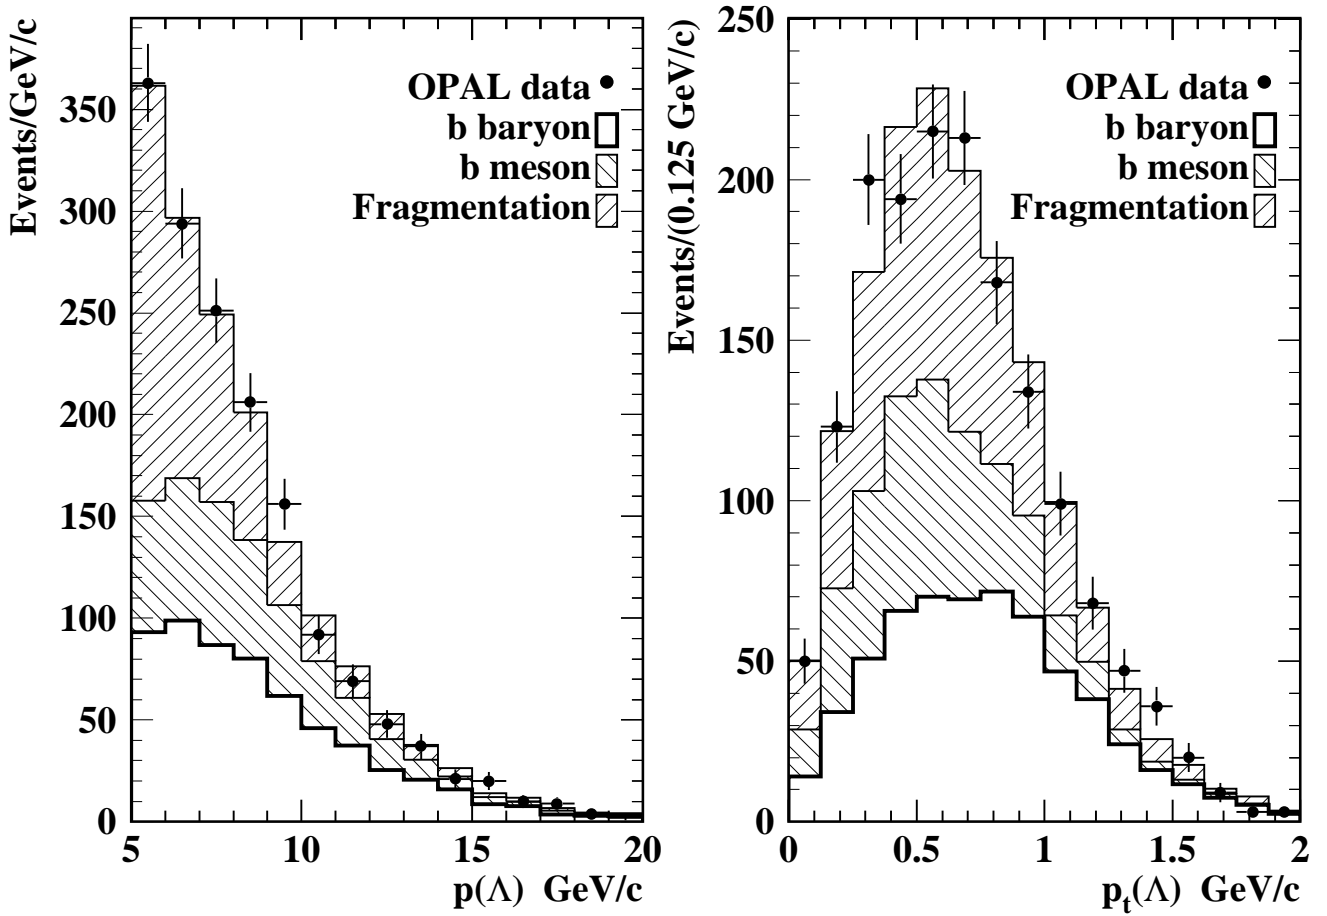 Events/GeV/c
350
300
250
200
150
100
50
0
5
10
15
20
p(Λ) GeV/c
OPAL data
b baryon
b meson
Fragmentation
Events/(0.125 GeV/c)
250
200
150
100
50
0
0
0.5
1
1.5
2
pt(Λ) GeV/c
OPAL data
b baryon
b meson
Fragmentation